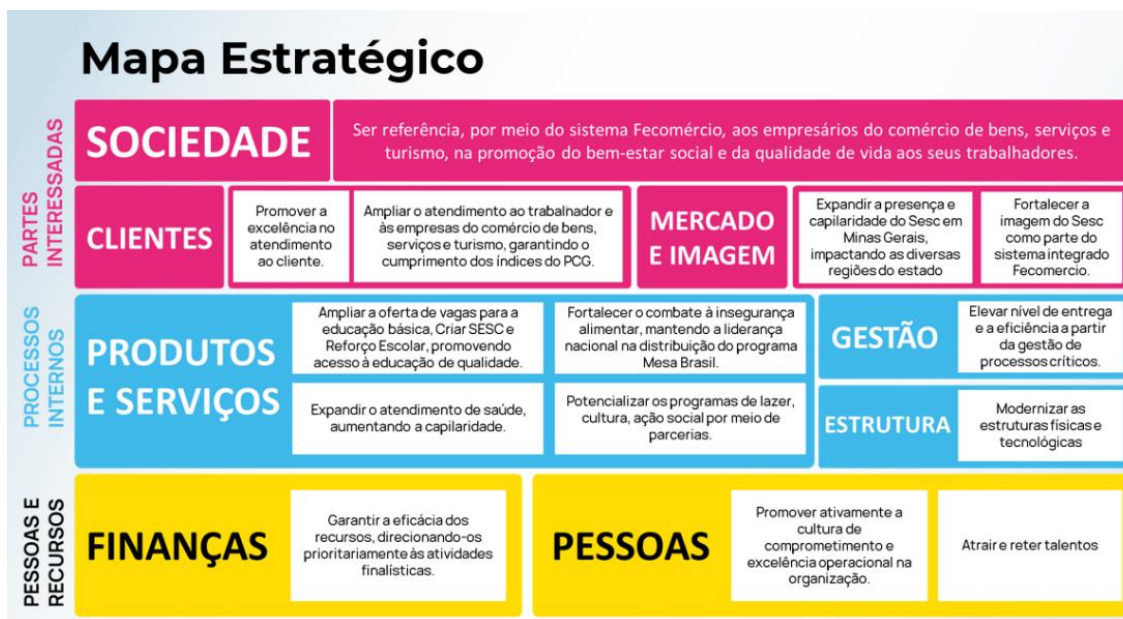 Mapa Estratégico
PARTES
INTERESSADAS
SOCIEDADE
Ser referência, por meio do sistema Fecomércio, aos empresários do comércio de bens, serviços e
turismo, na promoção do bem-estar social e da qualidade de vida aos seus trabalhadores.
CLIENTES
Promover a
excelência no
atendimento
ao cliente.
Ampliar o atendimento ao trabalhador e
às empresas do comércio de bens,
serviços e turismo, garantindo o
cumprimento dos índices do PCG.
MERCADO
E IMAGEM
Expandir a presença e
capilaridade do Sesc em
Minas Gerais,
impactando as diversas
regiões do estado
Fortalecer a
imagem do Sesc
como parte do
sistema integrado
Fecomercio.
PROCESSOS
INTERNOS
PRODUTOS
E SERVIÇOS
Ampliar a oferta de vagas para a
educação básica, Criar SESC e
Reforço Escolar, promovendo
acesso à educação de qualidade.
Fortalecer o combate à insegurança
alimentar, mantendo a liderança
nacional na distribuição do programa
Mesa Brasil.
Expandir o atendimento de saúde,
aumentando a capilaridade.
Potencializar os programas de lazer,
cultura, ação social por meio de
parcerias.
GESTÃO
Elevar nível de entrega
e a eficiência a partir
da gestão de
processos críticos.
ESTRUTURA
Modernizar as
estruturas físicas e
tecnológicas
PESSOAS E
RECURSOS
FINANÇAS
Garantir a eficácia dos
recursos, direcionando-os
prioritariamente às atividades
finalísticas.
PESSOAS
Promover ativamente a
cultura de
comprometimento e
excelência operacional na
organização.
Atrair e reter talentos